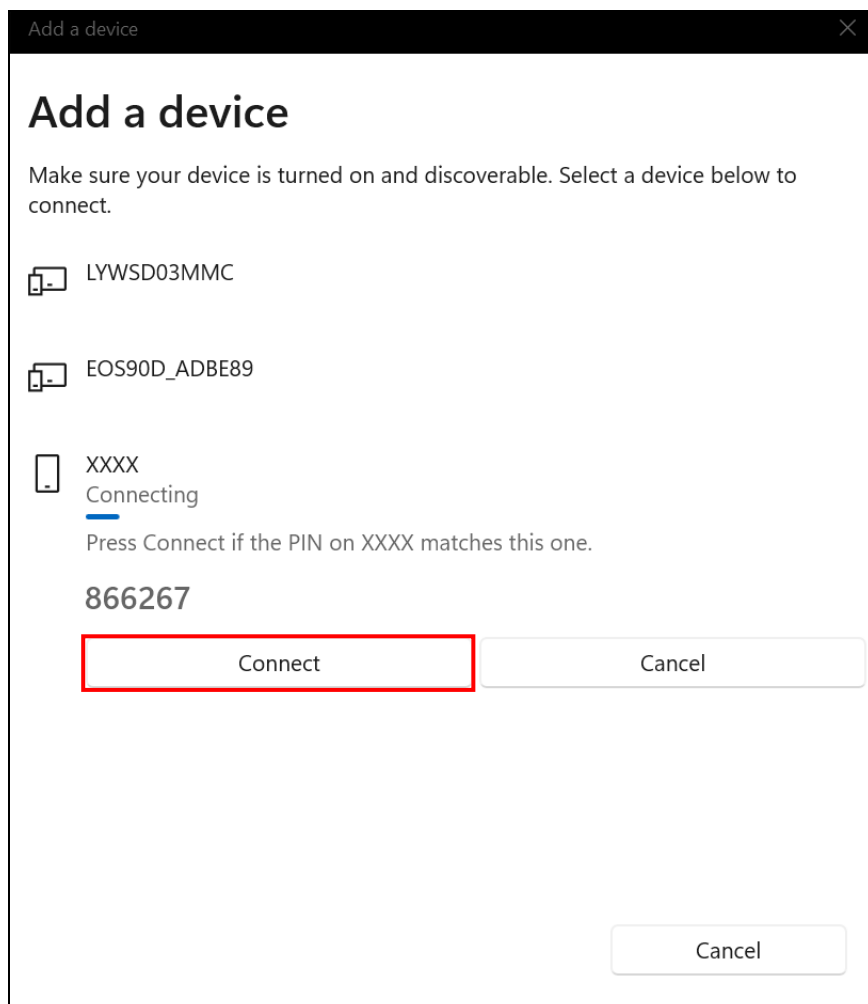 Add a device
Add a device
Make sure your device is turned on and discoverable. Select a device below to
connect.
LYWSD03MMC
EOS90D_ADBE89
XXXX
Connecting
Press Connect if the PIN on XXXX matches this one.
866267
Connect
Cancel
Cancel